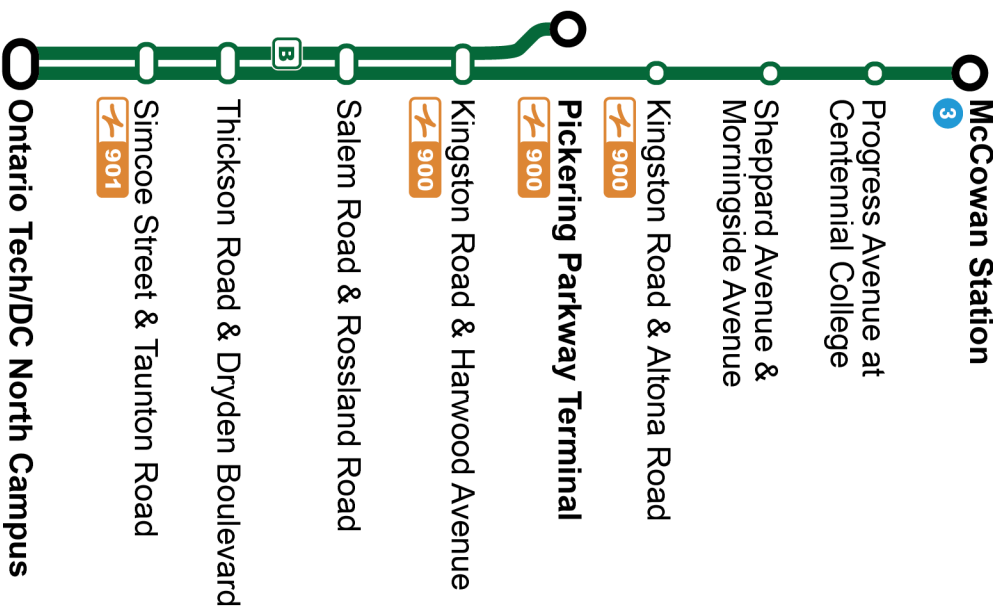 McCowan Station
3
Progress Avenue at
Centennial College
Sheppard Avenue &
Morningside Avenue
Kingston Road & Altona Road
900
Pickering Parkway Terminal
900
Kingston Road & Harwood Avenue
900
Salem Road & Rossland Road
B
Thickson Road & Dryden Boulevard
Simcoe Street & Taunton Road
901
Ontario Tech/DC North Campus